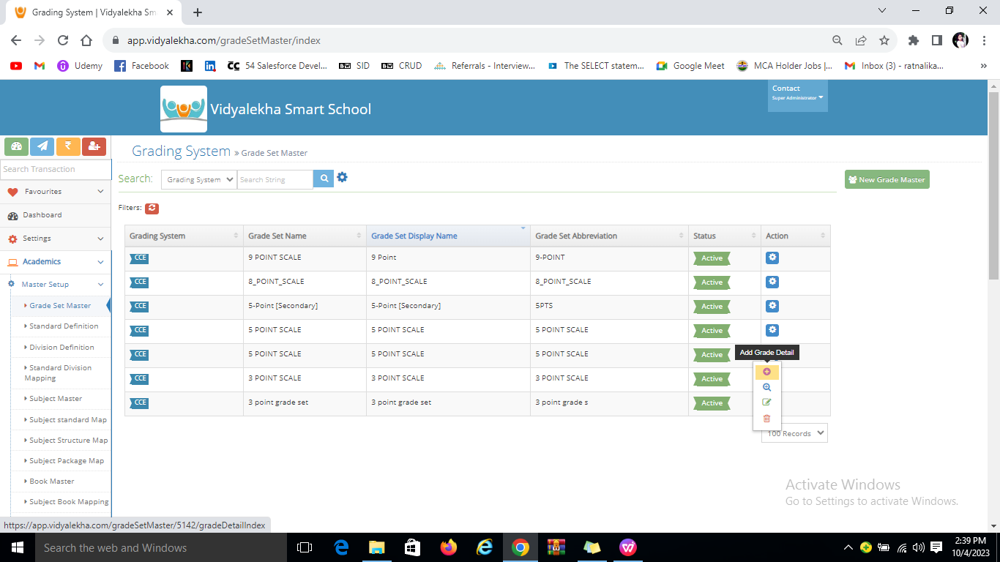 Grading System | Vidyalekha Sm
app.vidyalekha.com/gradeSetMaster/index
Udemy Facebook 54 Salesforce Devel... SID CRUD Referrals - Interview... The SELECT statem... Google Meet MCA Holder Jobs |... Inbox (3) - ratnalika...
Vidyalekha Smart School
Contact
Super Administrator
Grading System » Grade Set Master
Search Transaction
Search: Grading System Search String New Grade Master
Favourites
Filters:
Dashboard
Settings
Academics
Master Setup
Grade Set Master
Standard Definition
Division Definition
Standard Division
Mapping
Subject Master
Subject standard Map
Subject Structure Map
Subject Package Map
Book Master
Subject Book Mapping
Grading System Grade Set Name Grade Set Display Name Grade Set Abbreviation Status Action
CCE 9 POINT SCALE 9 Point 9-POINT Active
CCE 8_POINT_SCALE 8_POINT_SCALE 8_POINT_SCALE Active
CCE 5-Point [Secondary] 5-Point [Secondary] 5PTS Active
CCE 5 POINT SCALE 5 POINT SCALE 5 POINT SCALE Active
CCE 5 POINT SCALE 5 POINT SCALE 5 POINT SCALE Active
Add Grade Detail
CCE 3 POINT SCALE 3 POINT SCALE 3 POINT SCALE Active
CCE 3 point grade set 3 point grade set 3 point grade s Active
100 Records
Activate Windows
Go to Settings to activate Windows.
https://app.vidyalekha.com/gradeSetMaster/5142/gradeDetailIndex
Search the web and Windows
2:39 PM
10/4/2023